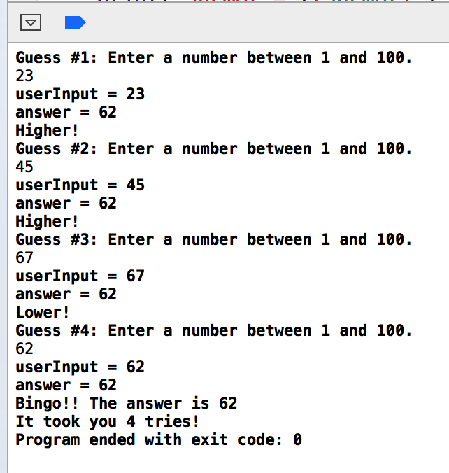 Guess #1: Enter a number between 1 and 100.
23
userInput = 23
answer = 62
Higher!
Guess #2: Enter a number between 1 and 100.
45
userInput = 45
answer = 62
Higher!
Guess #3: Enter a number between 1 and 100.
67
userInput = 67
answer = 62
Lower!
Guess #4: Enter a number between 1 and 100.
62
userInput = 62
answer = 62
Bingo!! The answer is 62
It took you 4 tries!
Program ended with exit code: 0